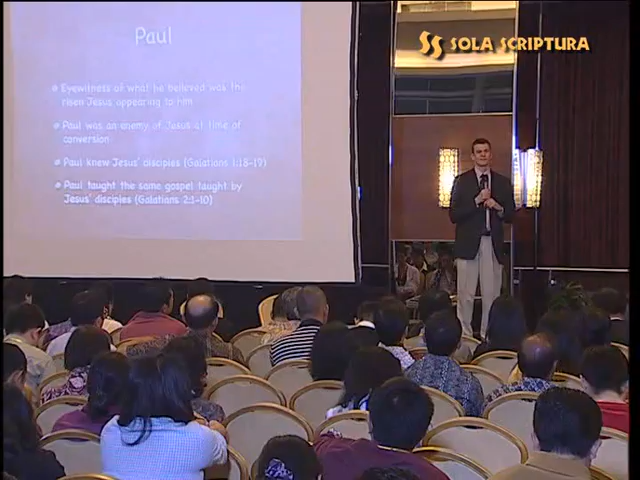 SOLA SCRIPTURA
Paul
Eyewitness of what he believed was the
risen Jesus appearing to him
Paul was an enemy of Jesus at time of
conversion
Paul knew Jesus' disciples (Galatians 1:18-19)
Paul taught the same gospel taught by
Jesus' disciples (Galatians 2:1-10)